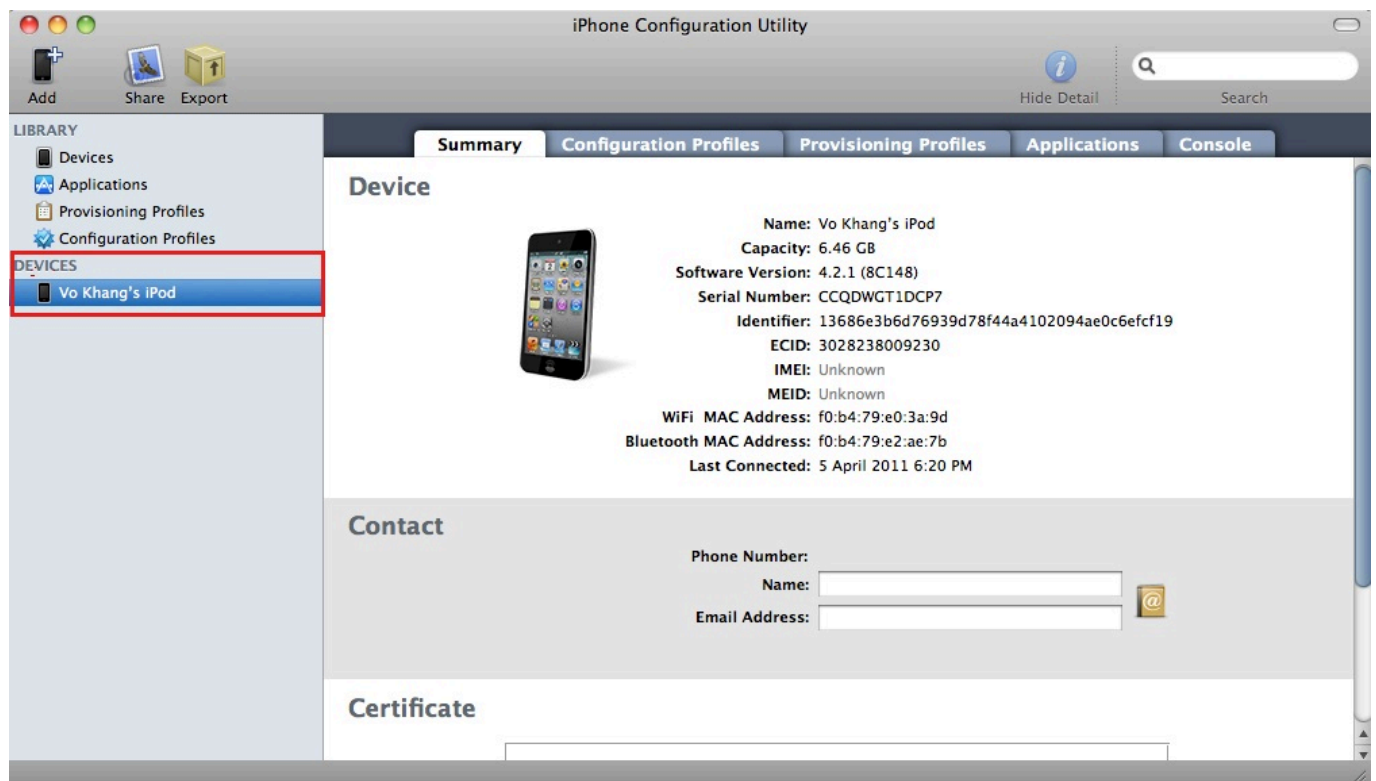 iPhone Configuration Utility
Add Share Export Hide Detail Search
LIBRARY
Devices
Applications
Provisioning Profiles
Configuration Profiles
DEVICES
Vo Khang's iPod
Summary Configuration Profiles Provisioning Profiles Applications Console
Device
Name: Vo Khang's iPod
Capacity: 6.46 GB
Software Version: 4.2.1 (8C148)
Serial Number: CCQDWGT1DCP7
Identifier: 13686e3b6d76939d78f44a4102094ae0c6efcf19
ECID: 3028238009230
IMEI: Unknown
MEID: Unknown
WiFi MAC Address: f0:b4:79:e0:3a:9d
Bluetooth MAC Address: f0:b4:79:e2:ae:7b
Last Connected: 5 April 2011 6:20 PM
Contact
Phone Number:
Name:
Email Address:
Certificate